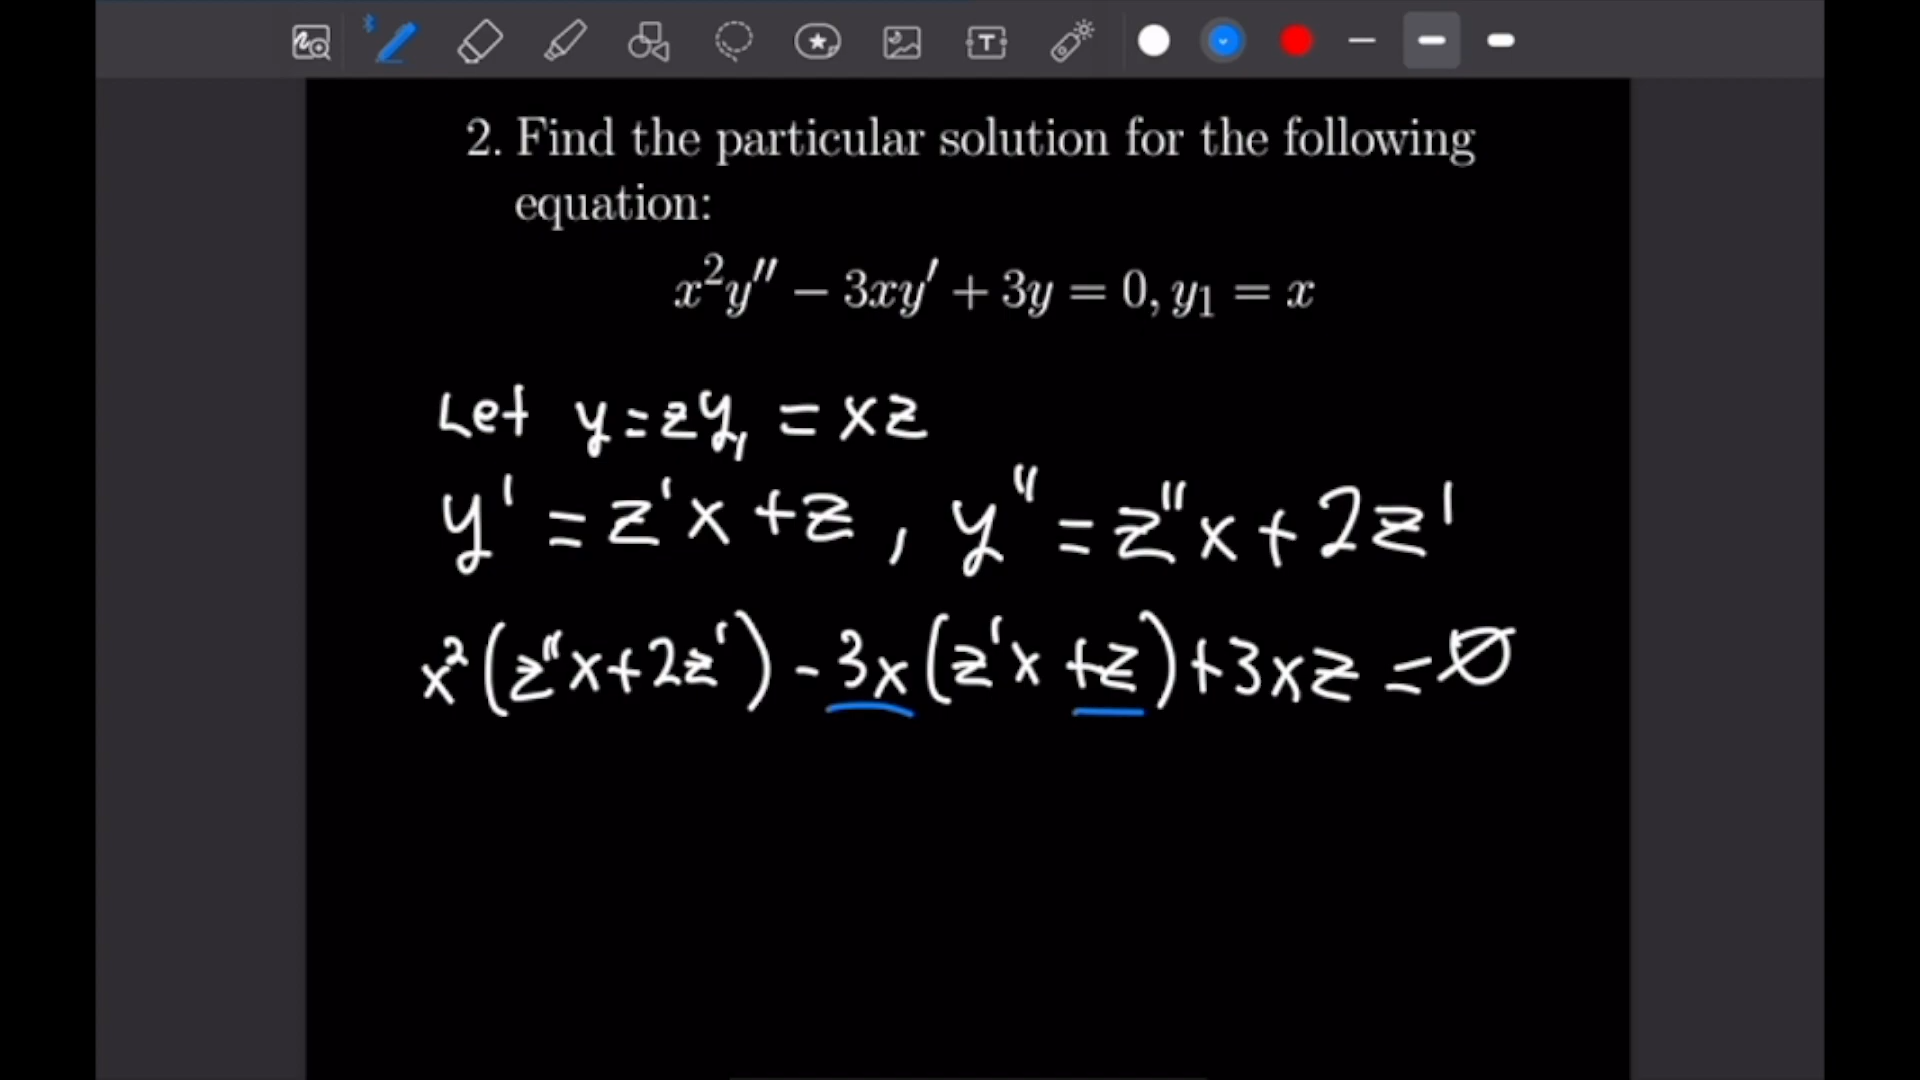 2. Find the particular solution for the following
equation:
x²y″ − 3xy′ + 3y = 0, y₁ = x
Let y = zy₁ = xz
y' = z'x + z , y" = z"x + 2z'
x²(z"x + 2z') - 3x(z'x + z) + 3xz = 0